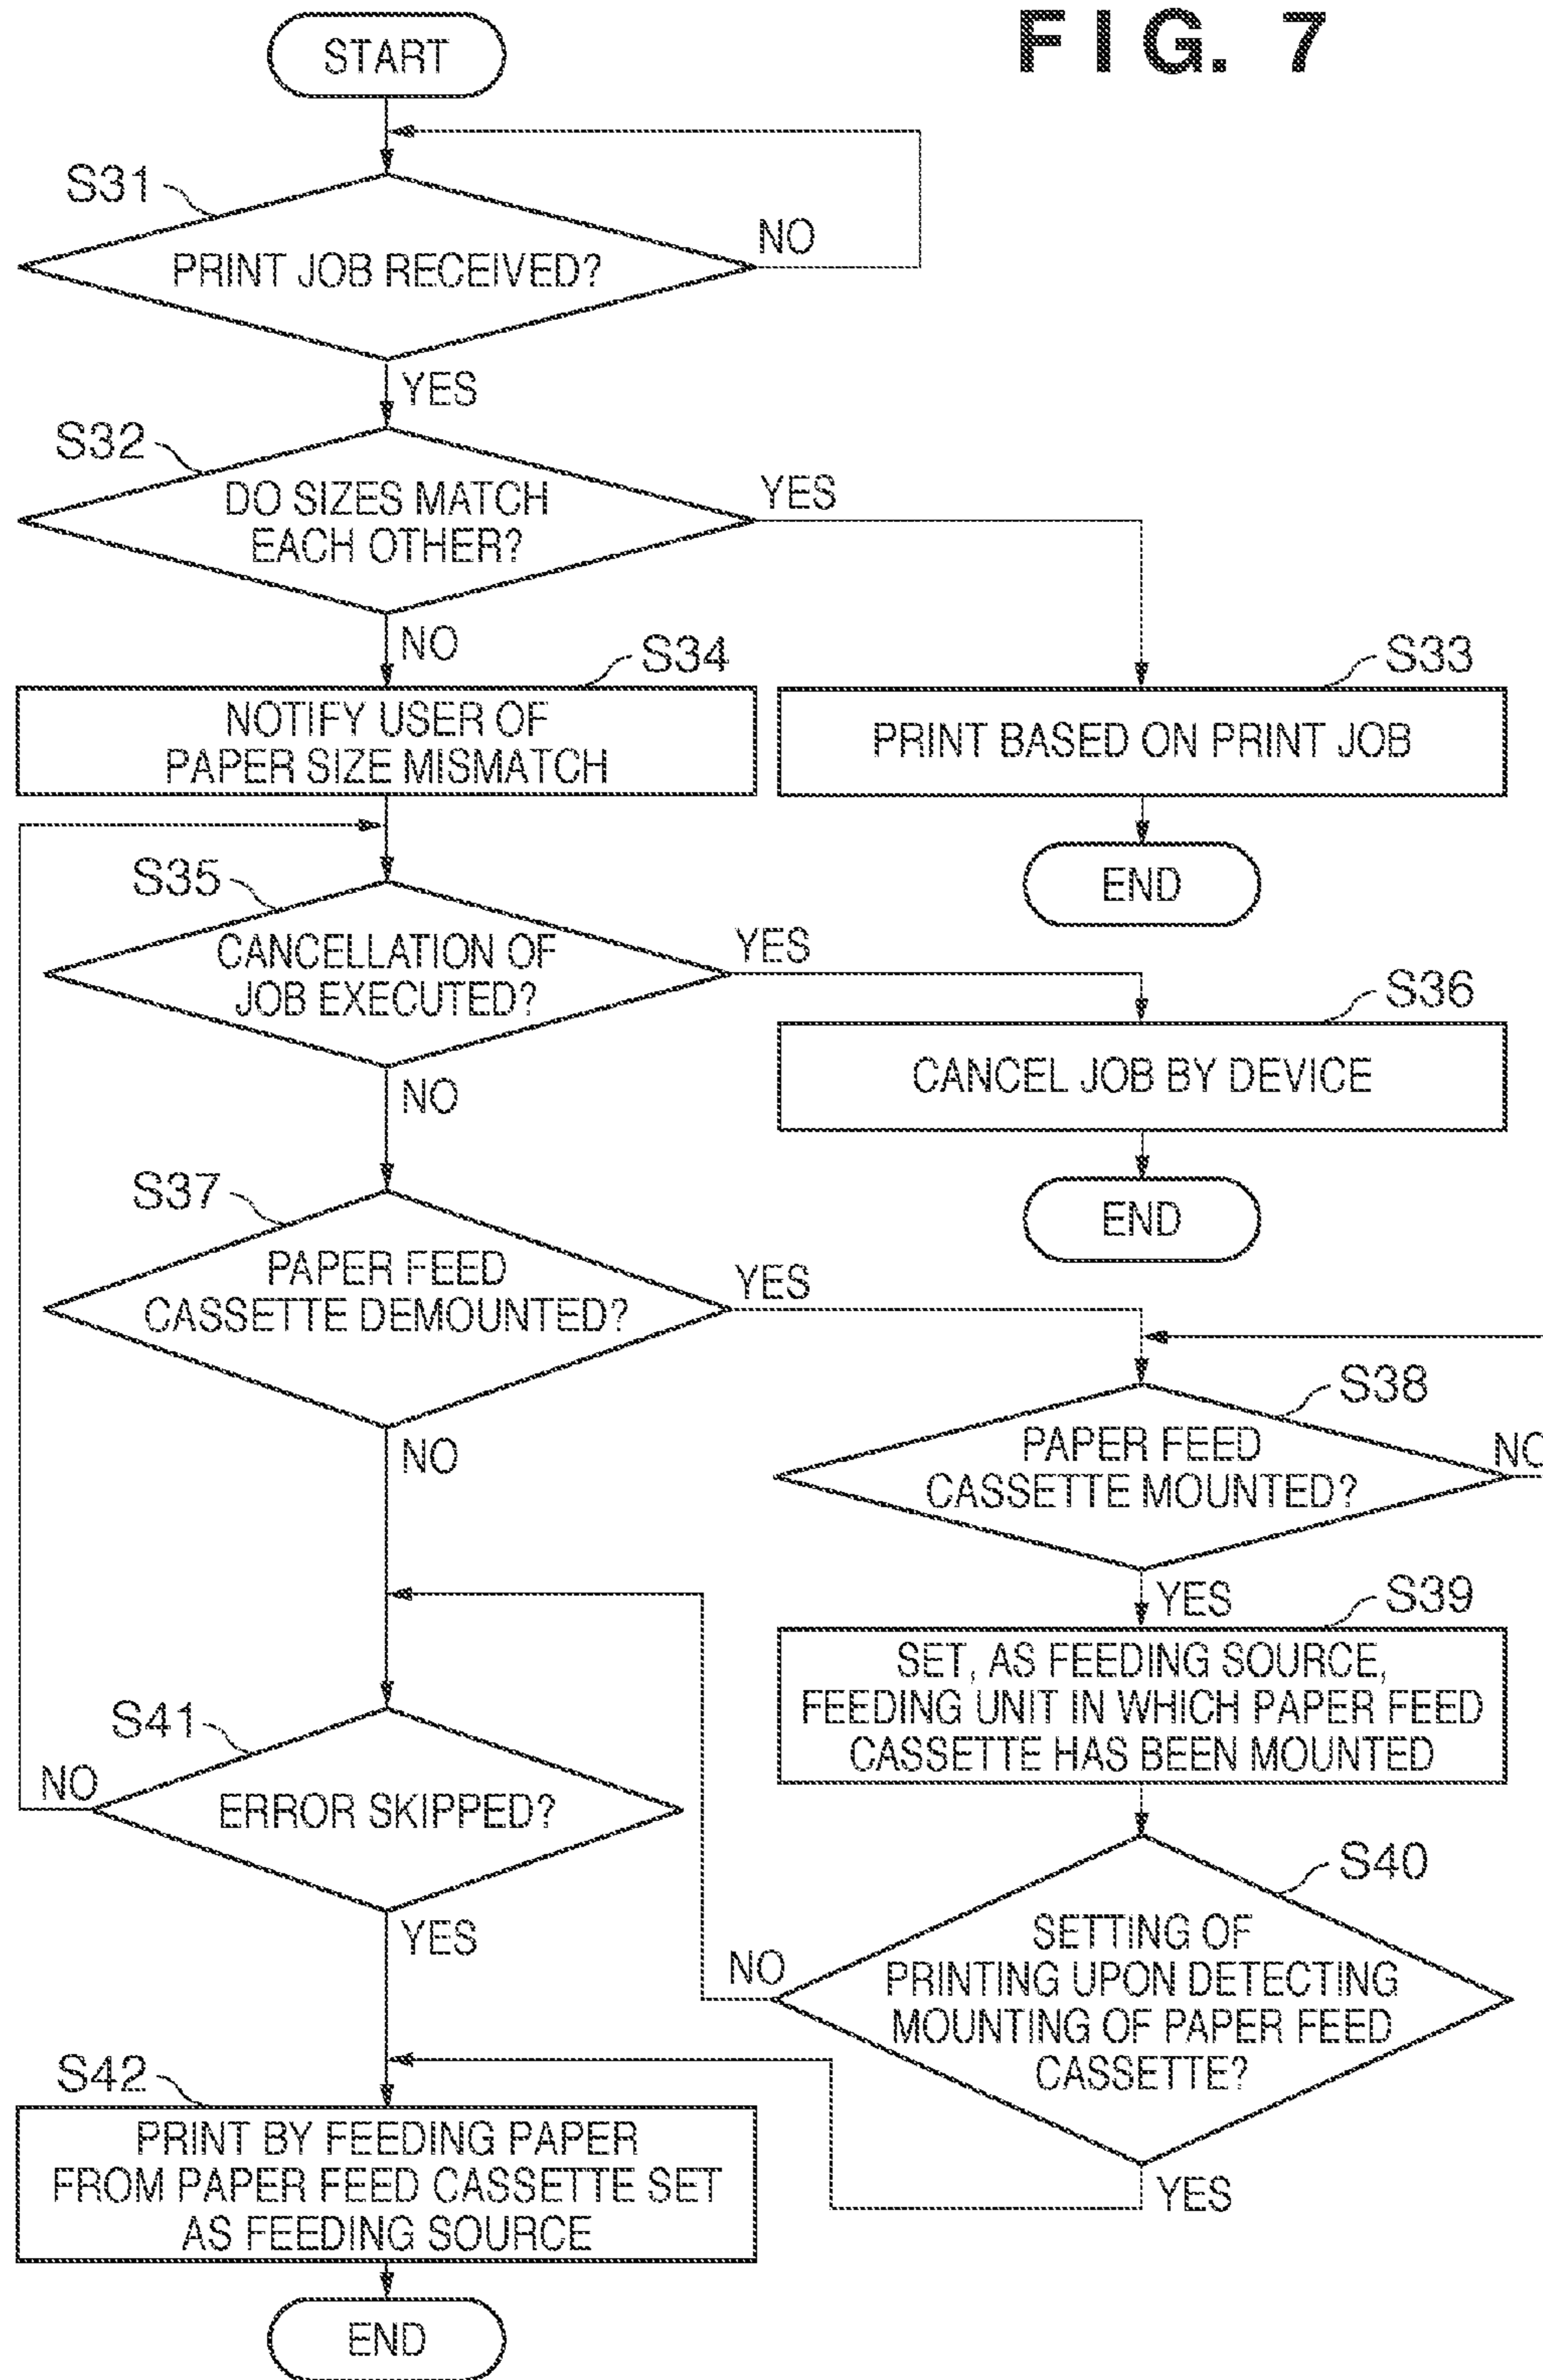 FIG. 7
START
S31
PRINT JOB RECEIVED?
NO
YES
S32
DO SIZES MATCH
EACH OTHER?
YES
NO
S34
NOTIFY USER OF
PAPER SIZE MISMATCH
S33
PRINT BASED ON PRINT JOB
END
S35
CANCELLATION OF
JOB EXECUTED?
YES
NO
S36
CANCEL JOB BY DEVICE
END
S37
PAPER FEED
CASSETTE DEMOUNTED?
YES
NO
S38
PAPER FEED
CASSETTE MOUNTED?
NO
YES
S39
SET, AS FEEDING SOURCE,
FEEDING UNIT IN WHICH PAPER FEED
CASSETTE HAS BEEN MOUNTED
S41
ERROR SKIPPED?
NO
YES
S40
SETTING OF
PRINTING UPON DETECTING
MOUNTING OF PAPER FEED
CASSETTE?
NO
YES
S42
PRINT BY FEEDING PAPER
FROM PAPER FEED CASSETTE SET
AS FEEDING SOURCE
END